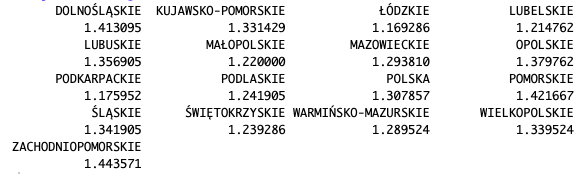 DOLNOŚLĄSKIE KUJAWSKO-POMORSKIE ŁÓDZKIE LUBELSKIE
1.413095 1.331429 1.169286 1.214762
LUBUSKIE MAŁOPOLSKIE MAZOWIECKIE OPOLSKIE
1.356905 1.220000 1.293810 1.379762
PODKARPACKIE PODLASKIE POLSKA POMORSKIE
1.175952 1.241905 1.307857 1.421667
ŚLĄSKIE ŚWIĘTOKRZYSKIE WARMIŃSKO-MAZURSKIE WIELKOPOLSKIE
1.341905 1.239286 1.289524 1.339524
ZACHODNIOPOMORSKIE
1.443571